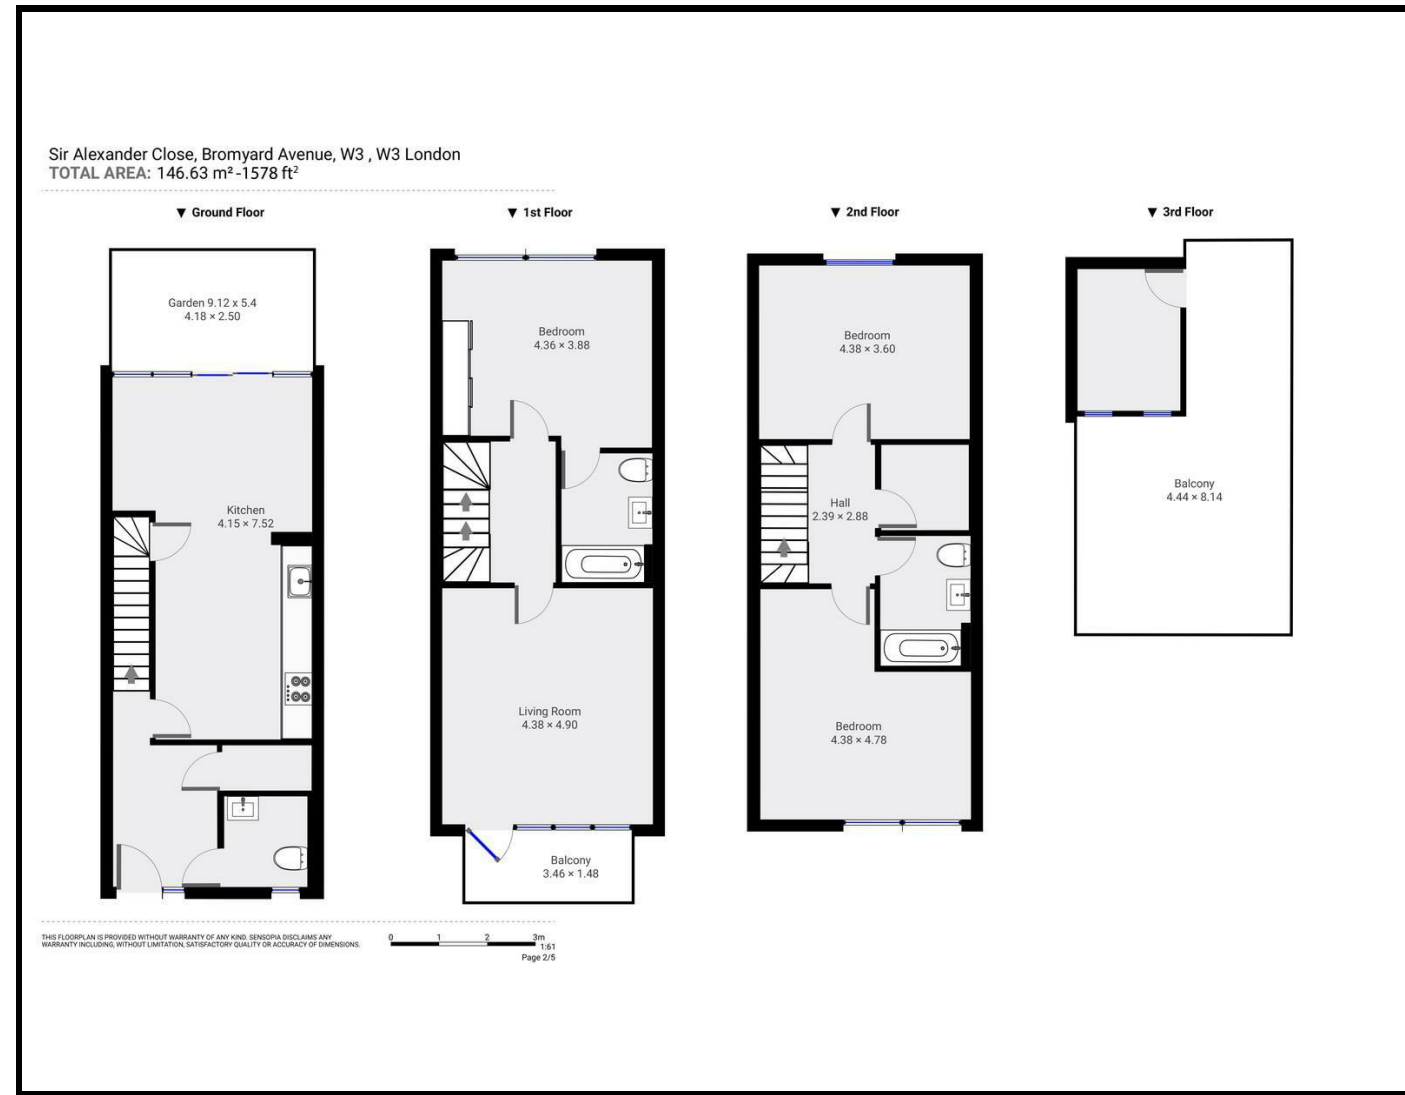 Sir Alexander Close, Bromyard Avenue, W3 , W3 London
TOTAL AREA: 146.63 m² -1578 ft²
▼ Ground Floor
▼ 1st Floor
▼ 2nd Floor
▼ 3rd Floor
Garden 9.12 x 5.4
4.18 × 2.50
Kitchen
4.15 × 7.52
Bedroom
4.36 × 3.88
Living Room
4.38 × 4.90
Balcony
3.46 × 1.48
Bedroom
4.38 × 3.60
Hall
2.39 × 2.88
Bedroom
4.38 × 4.78
Balcony
4.44 × 8.14
THIS FLOORPLAN IS PROVIDED WITHOUT WARRANTY OF ANY KIND. SENSOPIA DISCLAIMS ANY
WARRANTY INCLUDING, WITHOUT LIMITATION, SATISFACTORY QUALITY OR ACCURACY OF DIMENSIONS.
0 1 2 3m
1:61
Page 2/5